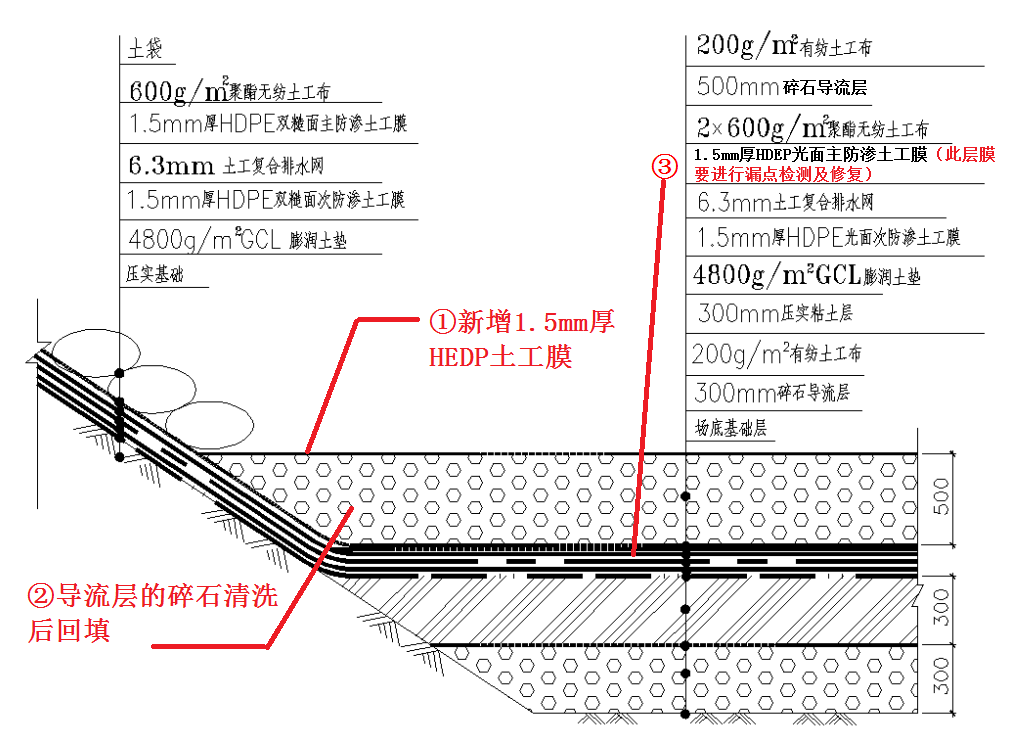 土袋
600g/m²聚酯无纺土工布
1.5mm厚HDPE双糙面主防渗土工膜
6.3mm 土工复合排水网
1.5mm厚HDPE双糙面次防渗土工膜
4800g/m²GCL 膨润土垫
压实基础
200g/m²有纺土工布
500mm碎石导流层
2×600g/m²聚酯无纺土工布
1.5mm厚HDEP光面主防渗土工膜（此层膜
要进行漏点检测及修复）
6.3mm土工复合排水网
1.5mm厚HDPE光面次防渗土工膜
4800g/m²GCL膨润土垫
300mm压实粘土层
200g/m²有纺土工布
300mm碎石导流层
场底基础层
③
①新增1.5mm厚
HEDP土工膜
②导流层的碎石清洗
后回填
500
300
300